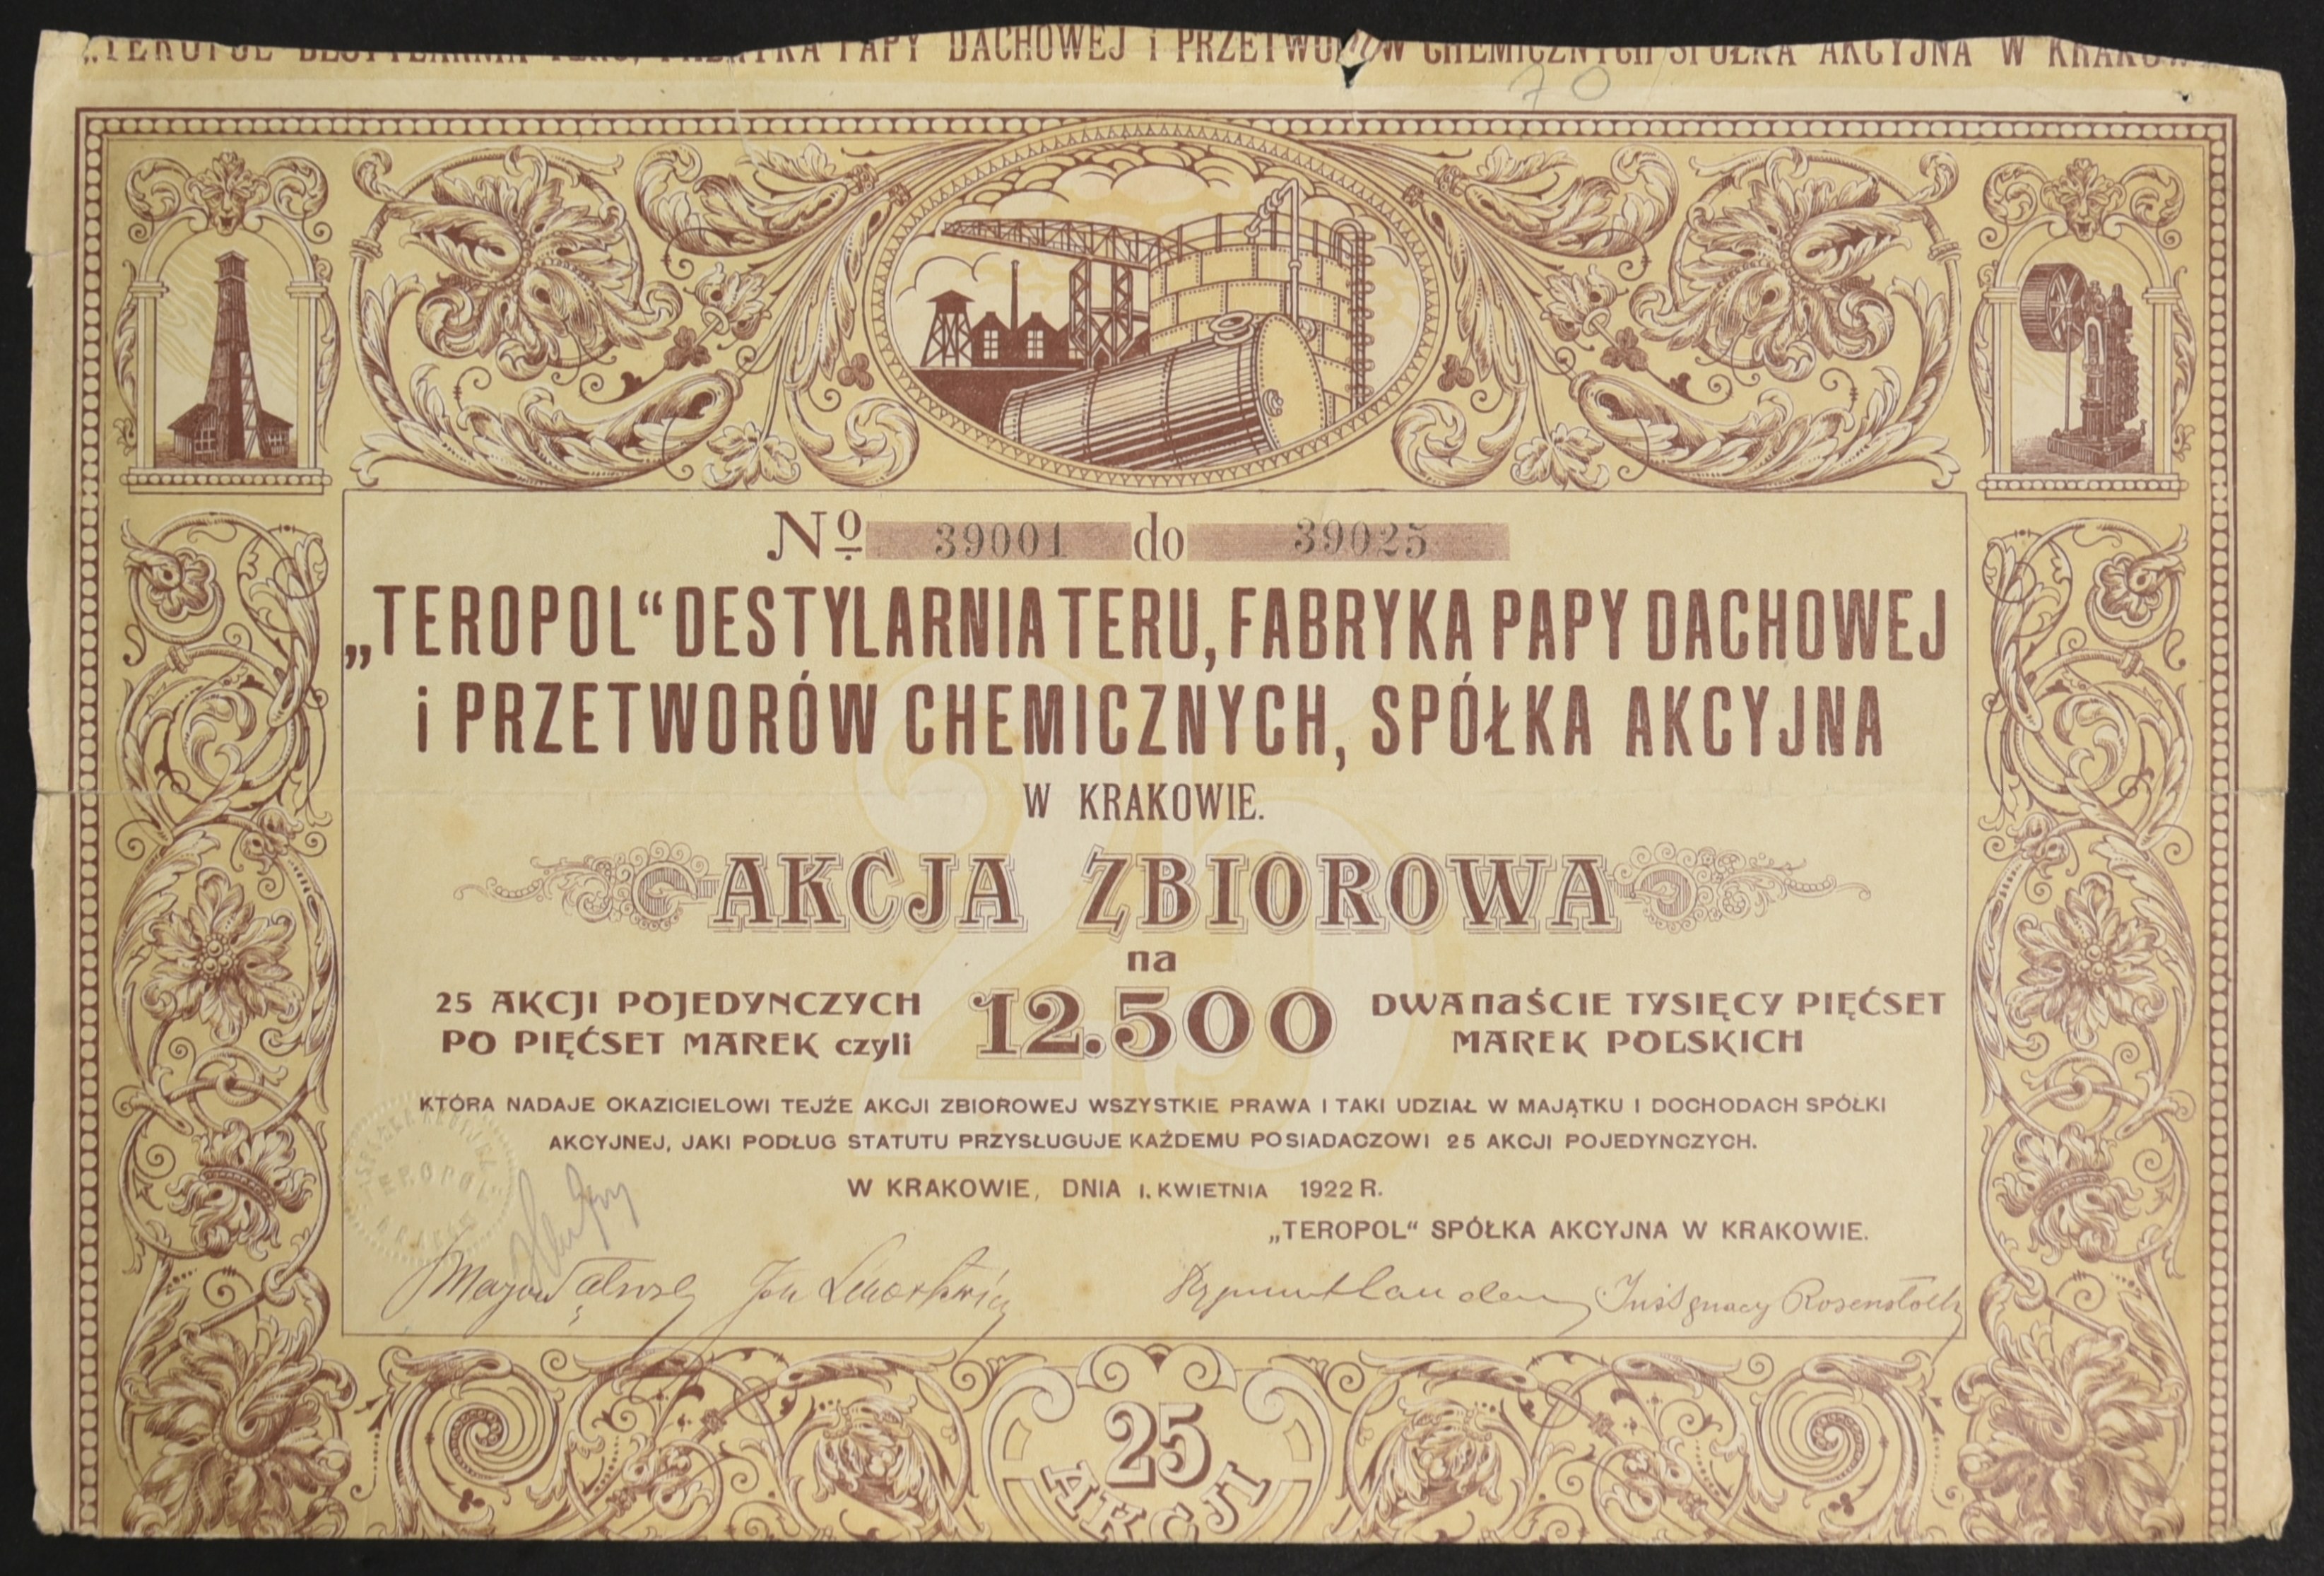 „TEROPOL" DESTYLARNIA TERU, FABRYKA PAPY DACHOWEJ i PRZETWORÓW CHEMICZNYCH SPÓŁKA AKCYJNA W KRAKOWIE
70
No 39001 do 39025
„TEROPOL“ DESTYLARNIA TERU, FABRYKA PAPY DACHOWEJ
i PRZETWORÓW CHEMICZNYCH, SPÓŁKA AKCYJNA
W KRAKOWIE.
AKCJA ZBIOROWA
na
25 AKCJI POJEDYNCZYCH
PO PIĘĆSET MAREK czyli
12.500
DWANAŚCIE TYSIĘCY PIĘĆSET
MAREK POLSKICH
KTÓRA NADAJE OKAZICIELOWI TEJŻE AKCJI ZBIOROWEJ WSZYSTKIE PRAWA I TAKI UDZIAŁ W MAJĄTKU I DOCHODACH SPÓŁKI
AKCYJNEJ, JAKI PODŁUG STATUTU PRZYSŁUGUJE KAŻDEMU POSIADACZOWI 25 AKCJI POJEDYNCZYCH.
W KRAKOWIE, DNIA 1. KWIETNIA 1922 R.
„TEROPOL“ SPÓŁKA AKCYJNA W KRAKOWIE.
SPÓŁKA AKCYJNA
TEROPOL
Rosenstock
25
AKCJI